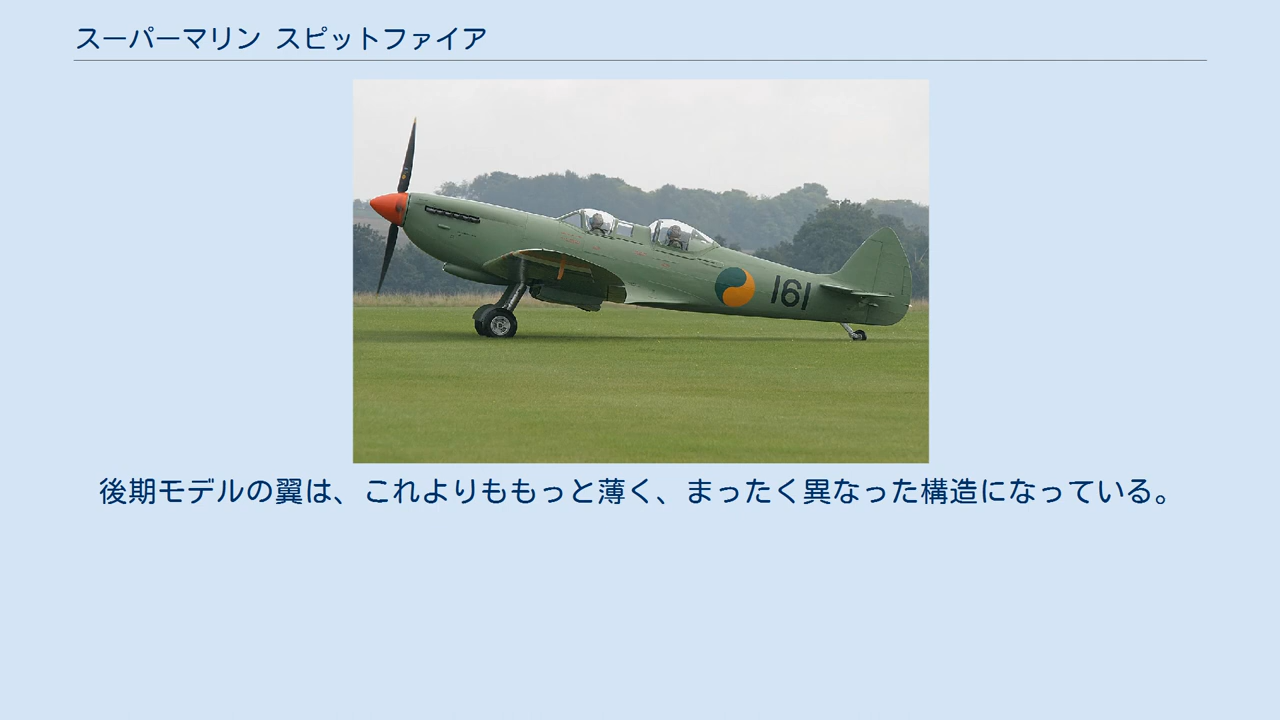 スーパーマリン スピットファイア
161
後期モデルの翼は、これよりももっと薄く、まったく異なった構造になっている。